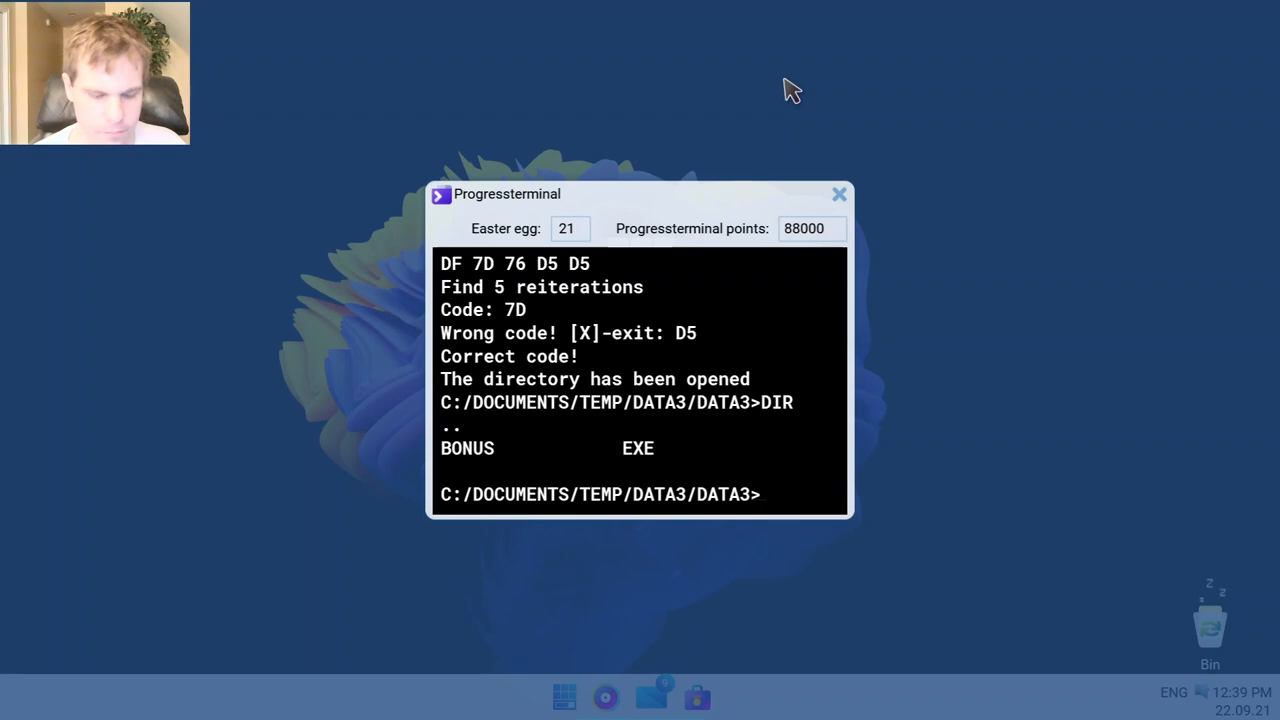 Progressterminal
Easter egg: 21 Progressterminal points: 88000
DF 7D 76 D5 D5
Find 5 reiterations
Code: 7D
Wrong code! [X]-exit: D5
Correct code!
The directory has been opened
C:/DOCUMENTS/TEMP/DATA3/DATA3>DIR
..
BONUS EXE
C:/DOCUMENTS/TEMP/DATA3/DATA3>
z
z
z
Bin
9
ENG 12:39 PM
22.09.21